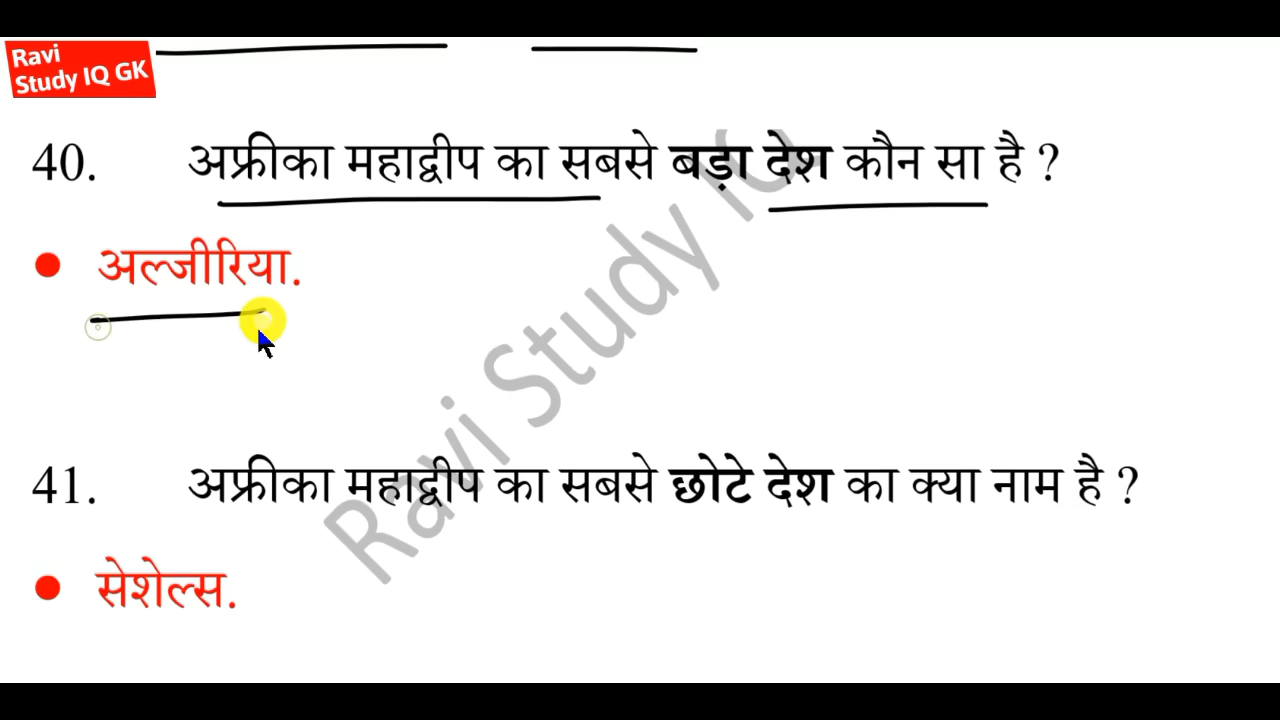 Ravi
Study IQ GK
40. अफ्रीका महाद्वीप का सबसे बड़ा देश कौन सा है ?
● अल्जीरिया.
41. अफ्रीका महाद्वीप का सबसे छोटे देश का क्या नाम है ?
● सेशेल्स.
Ravi Study IQ